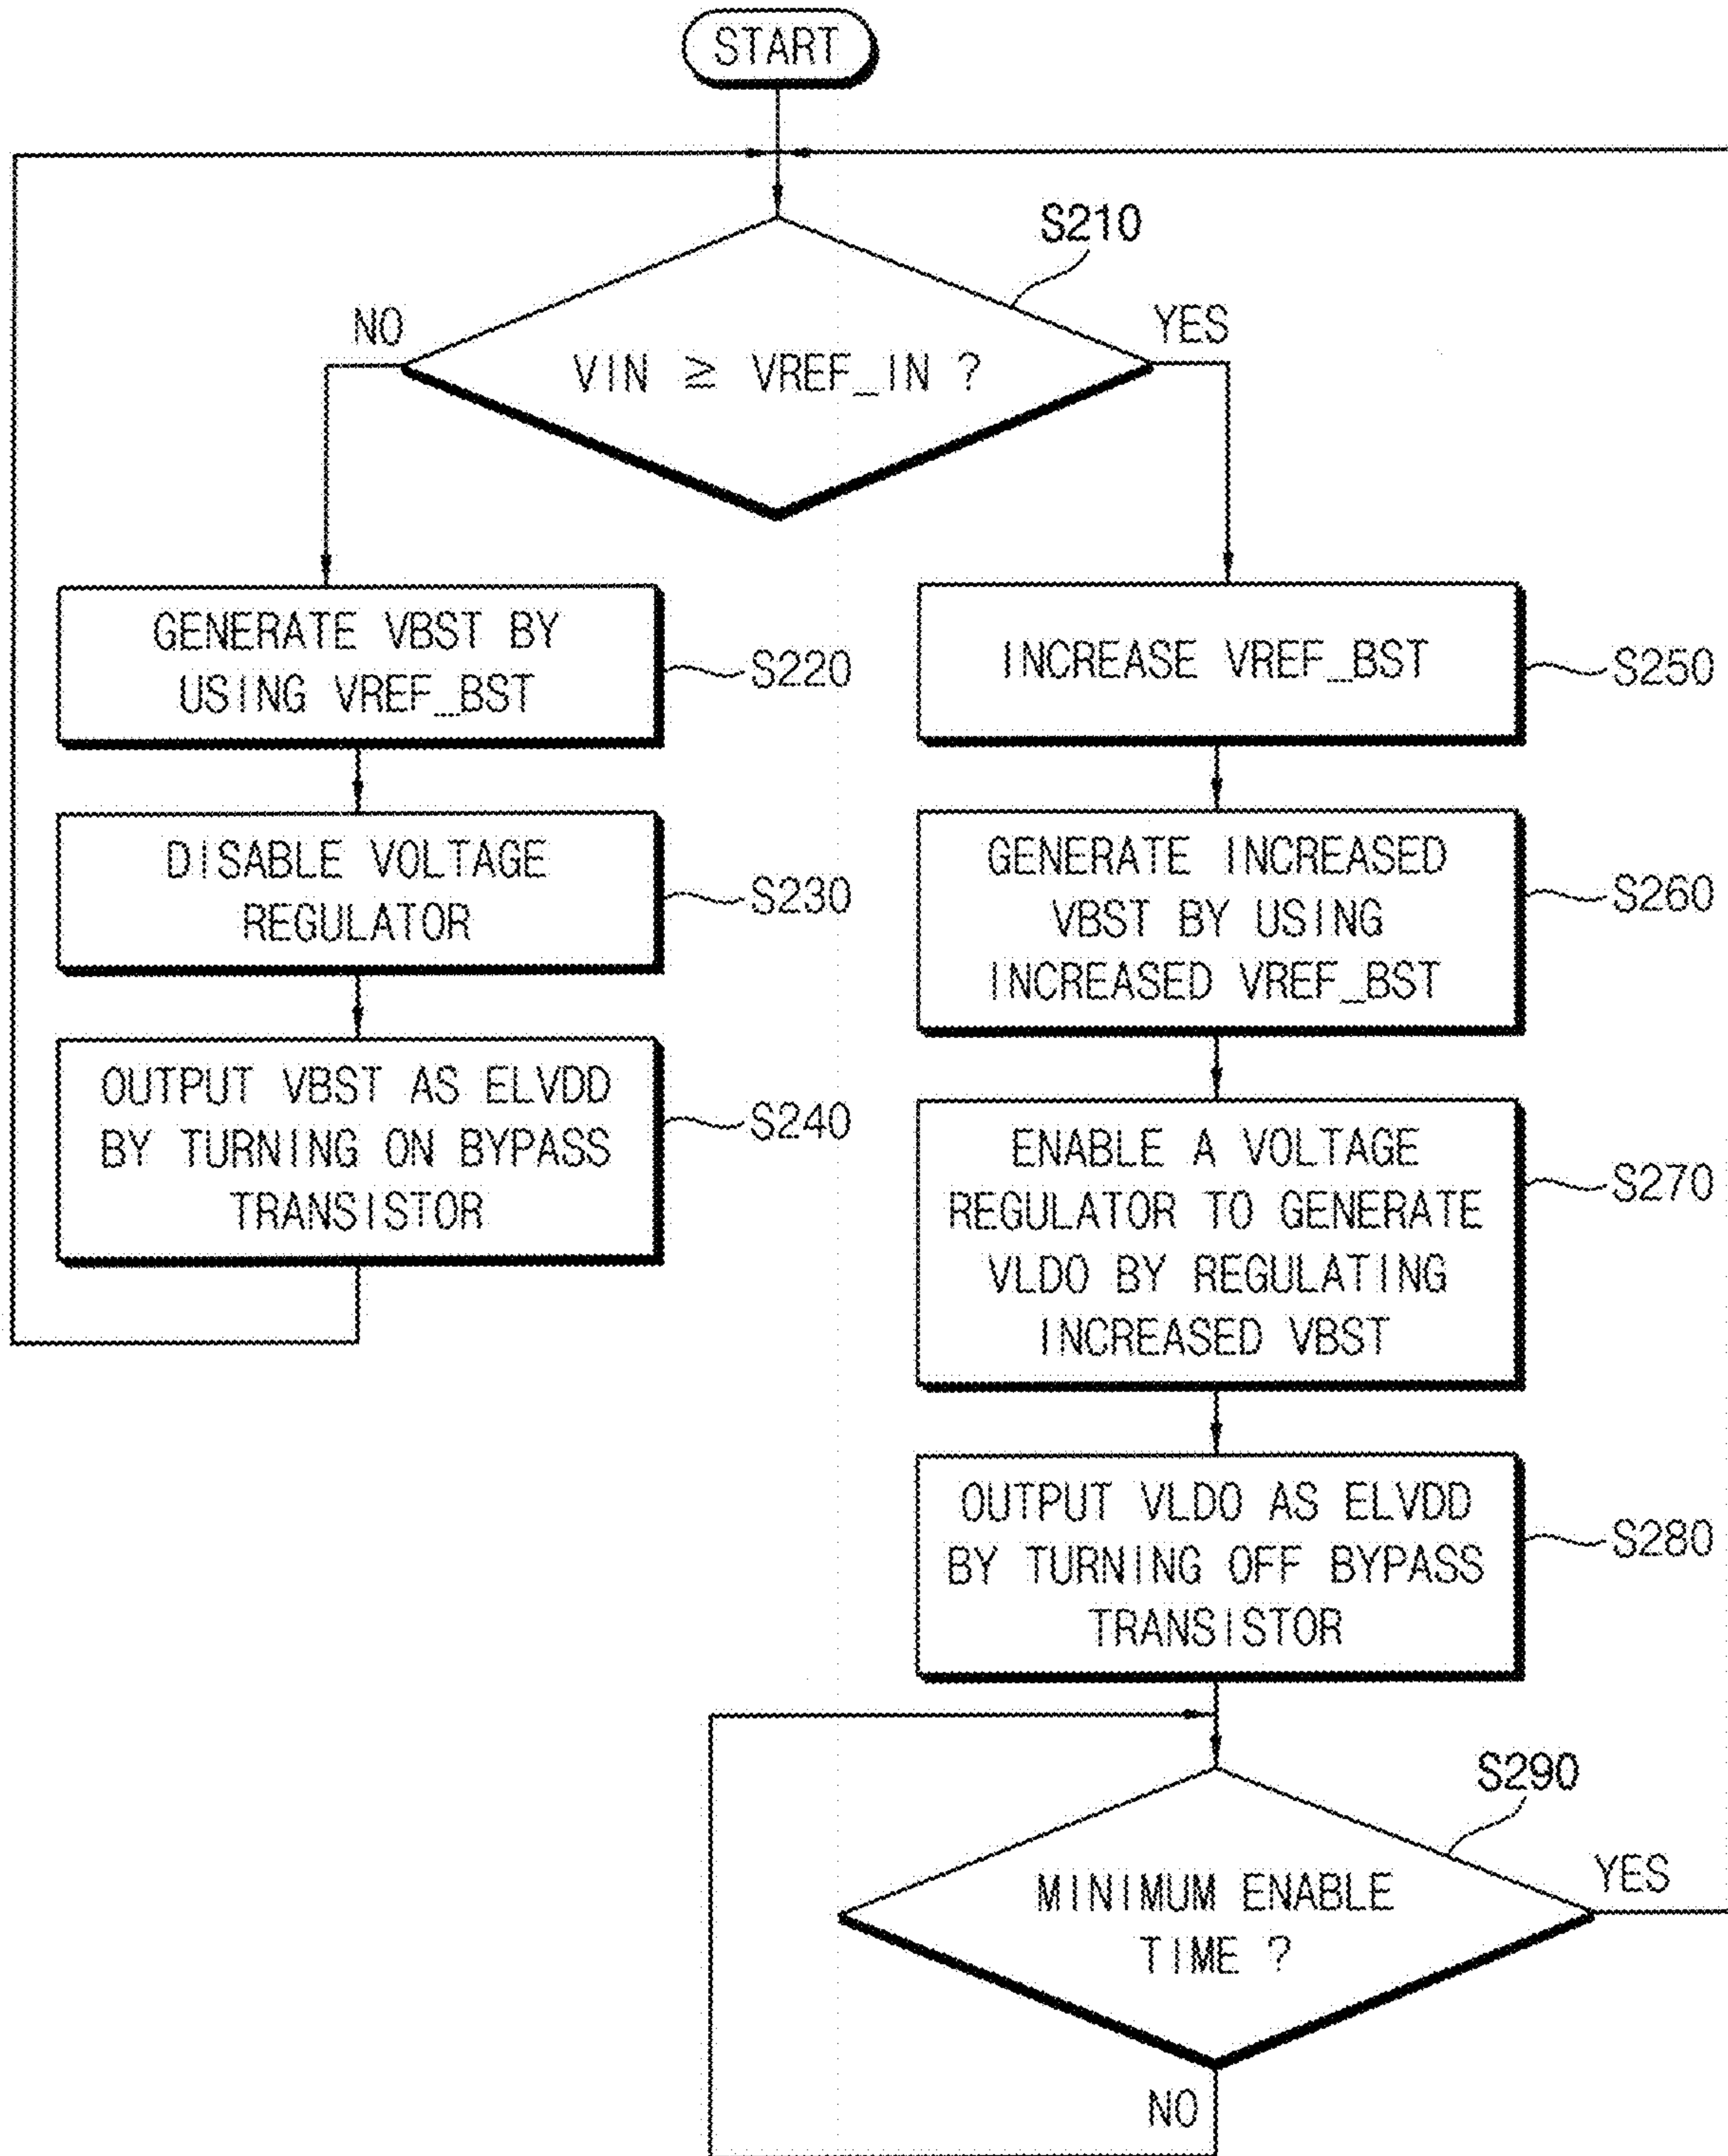 START
S210
NO
YES
VIN ≥ VREF_IN ?
GENERATE VBST BY
USING VREF_BST
S220
DISABLE VOLTAGE
REGULATOR
S230
OUTPUT VBST AS ELVDD
BY TURNING ON BYPASS
TRANSISTOR
S240
INCREASE VREF_BST
S250
GENERATE INCREASED
VBST BY USING
INCREASED VREF_BST
S260
ENABLE A VOLTAGE
REGULATOR TO GENERATE
VLDO BY REGULATING
INCREASED VBST
S270
OUTPUT VLDO AS ELVDD
BY TURNING OFF BYPASS
TRANSISTOR
S280
S290
MINIMUM ENABLE
TIME ?
YES
NO